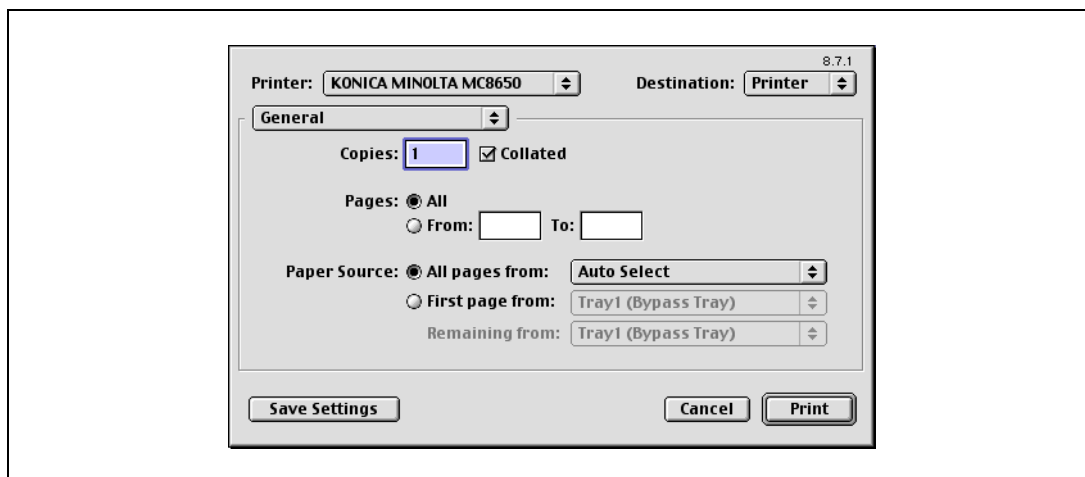 8.7.1
Printer: KONICA MINOLTA MC8650 Destination: Printer
General
Copies: 1 Collated
Pages: All
From: To:
Paper Source: All pages from: Auto Select
First page from: Tray1 (Bypass Tray)
Remaining from: Tray1 (Bypass Tray)
Save Settings Cancel Print